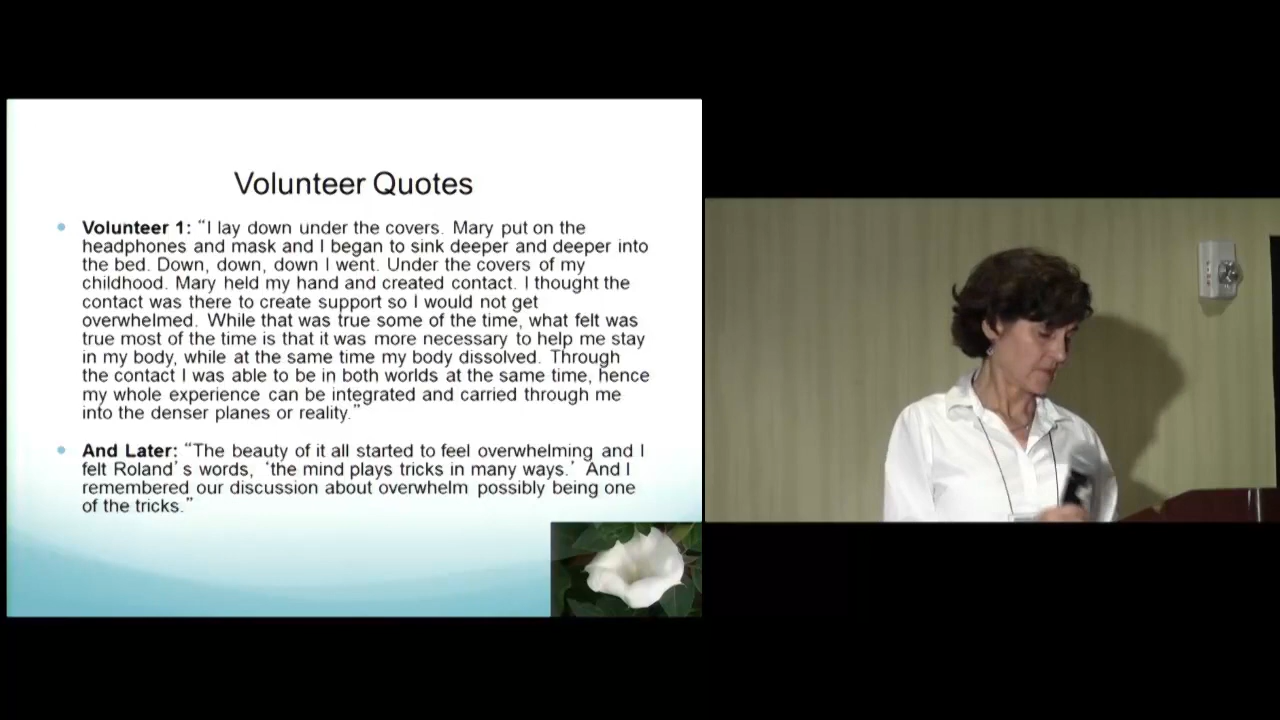 Volunteer Quotes
Volunteer 1: “I lay down under the covers. Mary put on the
headphones and mask and I began to sink deeper and deeper into
the bed. Down, down, down I went. Under the covers of my
childhood. Mary held my hand and created contact. I thought the
contact was there to create support so I would not get
overwhelmed. While that was true some of the time, what felt was
true most of the time is that it was more necessary to help me stay
in my body, while at the same time my body dissolved. Through
the contact I was able to be in both worlds at the same time, hence
my whole experience can be integrated and carried through me
into the denser planes or reality.”
And Later: “The beauty of it all started to feel overwhelming and I
felt Roland’s words, ‘the mind plays tricks in many ways.’ And I
remembered our discussion about overwhelm possibly being one
of the tricks.”